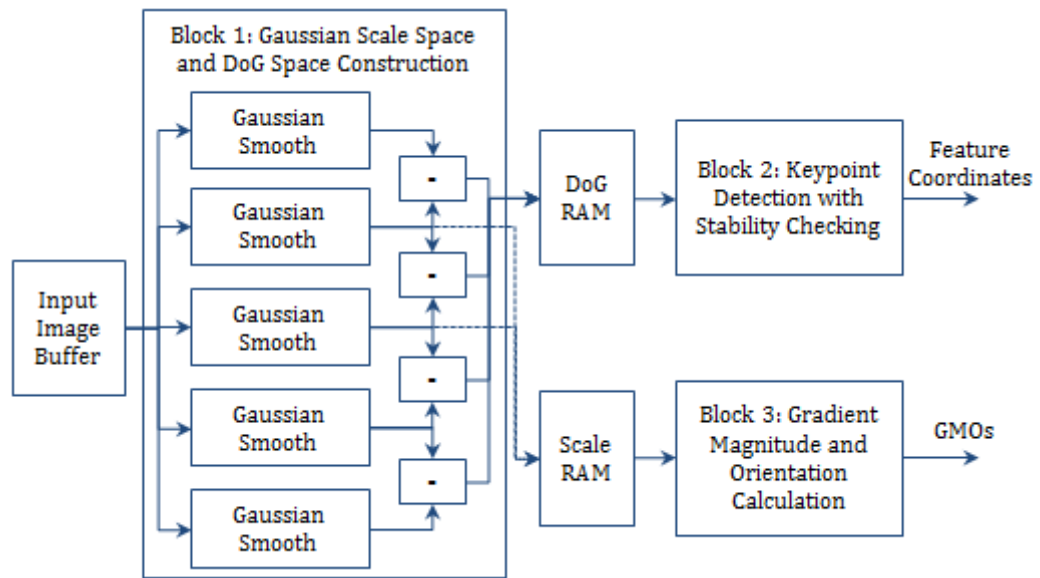 Block 1: Gaussian Scale Space
and DoG Space Construction
Gaussian
Smooth
-
Gaussian
Smooth
-
Gaussian
Smooth
-
Gaussian
Smooth
-
Gaussian
Smooth
Input
Image
Buffer
DoG
RAM
Block 2: Keypoint
Detection with
Stability Checking
Feature
Coordinates
Scale
RAM
Block 3: Gradient
Magnitude and
Orientation
Calculation
GMOs